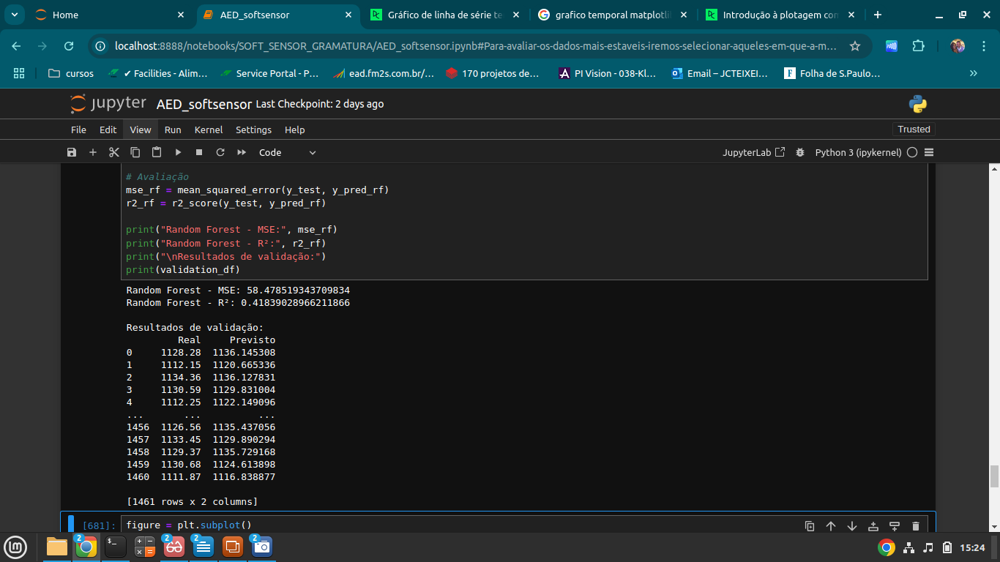 Home
AED_softsensor
Gráfico de linha de série te
grafico temporal matplotli
Introdução à plotagem con
localhost:8888/notebooks/SOFT_SENSOR_GRAMATURA/AED_softsensor.ipynb#Para-avaliar-os-dados-mais-estaveis-iremos-selecionar-aqueles-em-que-a-m...
cursos
✔ Facilities - Alim...
Service Portal - P...
ead.fm2s.com.br/...
170 projetos de...
PI Vision - 038-Kl...
Email – JCTEIXEI...
Folha de S.Paulo...
jupyter AED_softsensor Last Checkpoint: 2 days ago
File Edit View Run Kernel Settings Help
Trusted
Code
JupyterLab
Python 3 (ipykernel)
# Avaliação
mse_rf = mean_squared_error(y_test, y_pred_rf)
r2_rf = r2_score(y_test, y_pred_rf)
print("Random Forest - MSE:", mse_rf)
print("Random Forest - R²:", r2_rf)
print("\nResultados de validação:")
print(validation_df)
Random Forest - MSE: 58.478519343709834
Random Forest - R²: 0.41839028966211866
Resultados de validação:
Real Previsto
0 1128.28 1136.145308
1 1112.15 1120.665336
2 1134.36 1136.127831
3 1130.59 1129.831004
4 1112.25 1122.149096
... ... ...
1456 1126.56 1135.437056
1457 1133.45 1129.890294
1458 1129.37 1135.729168
1459 1130.68 1124.613898
1460 1111.87 1116.838877
[1461 rows x 2 columns]
[681]: figure = plt.subplot()
2
2
2
2
15:24